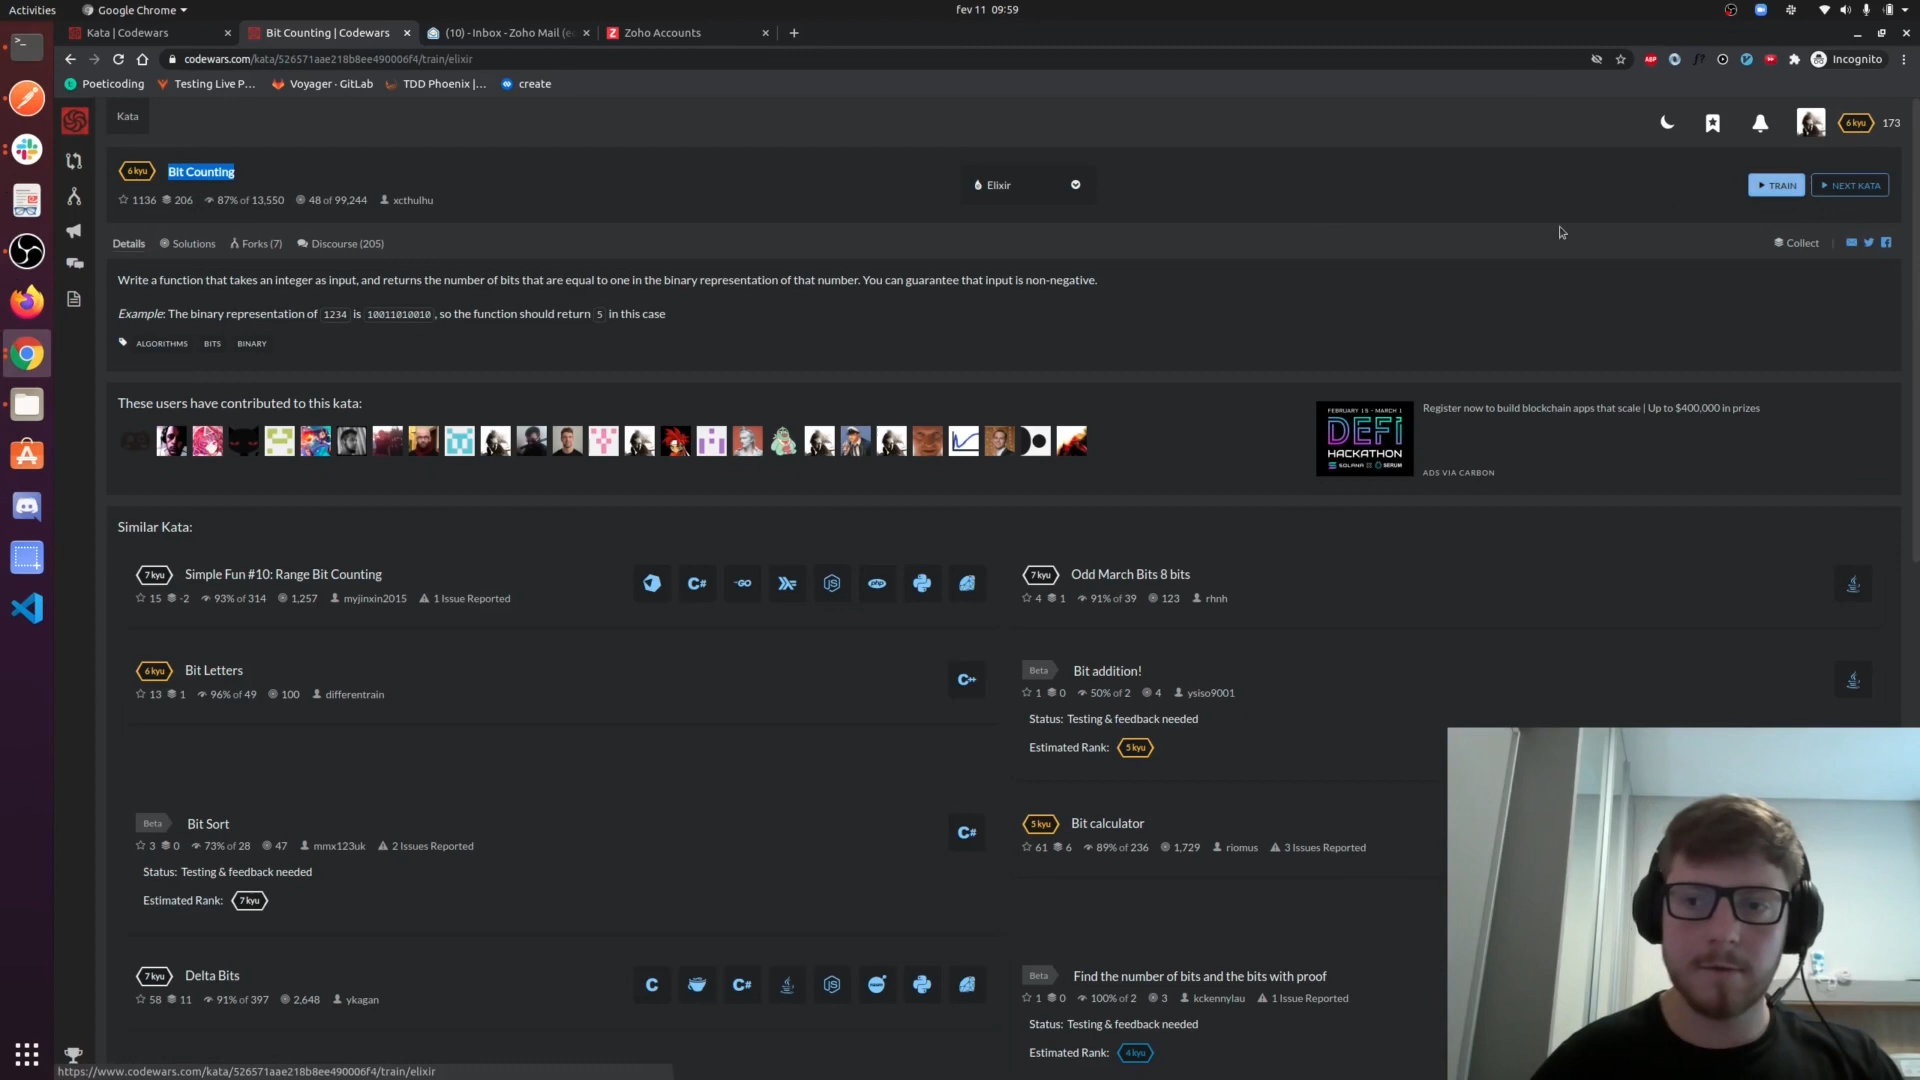 Activities
Google Chrome
fev 11 09:59
Kata | Codewars
Bit Counting | Codewars
(10) - Inbox - Zoho Mail (e
Zoho Accounts
codewars.com/kata/526571aae218b8ee490006f4/train/elixir
ABP
Incognito
Poeticoding
Testing Live P...
Voyager · GitLab
TDD Phoenix |...
create
Kata
6 kyu
173
6 kyu
Bit Counting
1136
206
87% of 13,550
48 of 99,244
xcthulhu
Elixir
TRAIN
NEXT KATA
Details
Solutions
Forks (7)
Discourse (205)
Collect
Write a function that takes an integer as input, and returns the number of bits that are equal to one in the binary representation of that number. You can guarantee that input is non-negative.
Example: The binary representation of 1234 is 10011010010, so the function should return 5 in this case
ALGORITHMS BITS BINARY
These users have contributed to this kata:
FEBRUARY 15 - MARCH 1
DEFI
HACKATHON
SOLANA SERUM
Register now to build blockchain apps that scale | Up to $400,000 in prizes
ADS VIA CARBON
Similar Kata:
7 kyu
Simple Fun #10: Range Bit Counting
15 -2 93% of 314 1,257 myjinxin2015 1 Issue Reported
C# GO JS php
7 kyu
Odd March Bits 8 bits
4 1 91% of 39 123 rhnh
6 kyu
Bit Letters
13 1 96% of 49 100 differentrain
C++
Beta
Bit addition!
1 0 50% of 2 4 ysiso9001
Status: Testing & feedback needed
Estimated Rank: 5 kyu
Beta
Bit Sort
3 0 73% of 28 47 mmx123uk 2 Issues Reported
Status: Testing & feedback needed
Estimated Rank: 7 kyu
C#
5 kyu
Bit calculator
61 6 89% of 236 1,729 riomus 3 Issues Reported
7 kyu
Delta Bits
58 11 91% of 397 2,648 ykagan
C C# JS
Beta
Find the number of bits and the bits with proof
1 0 100% of 2 3 kckennylau 1 Issue Reported
Status: Testing & feedback needed
Estimated Rank: 4 kyu
https://www.codewars.com/kata/526571aae218b8ee490006f4/train/elixir